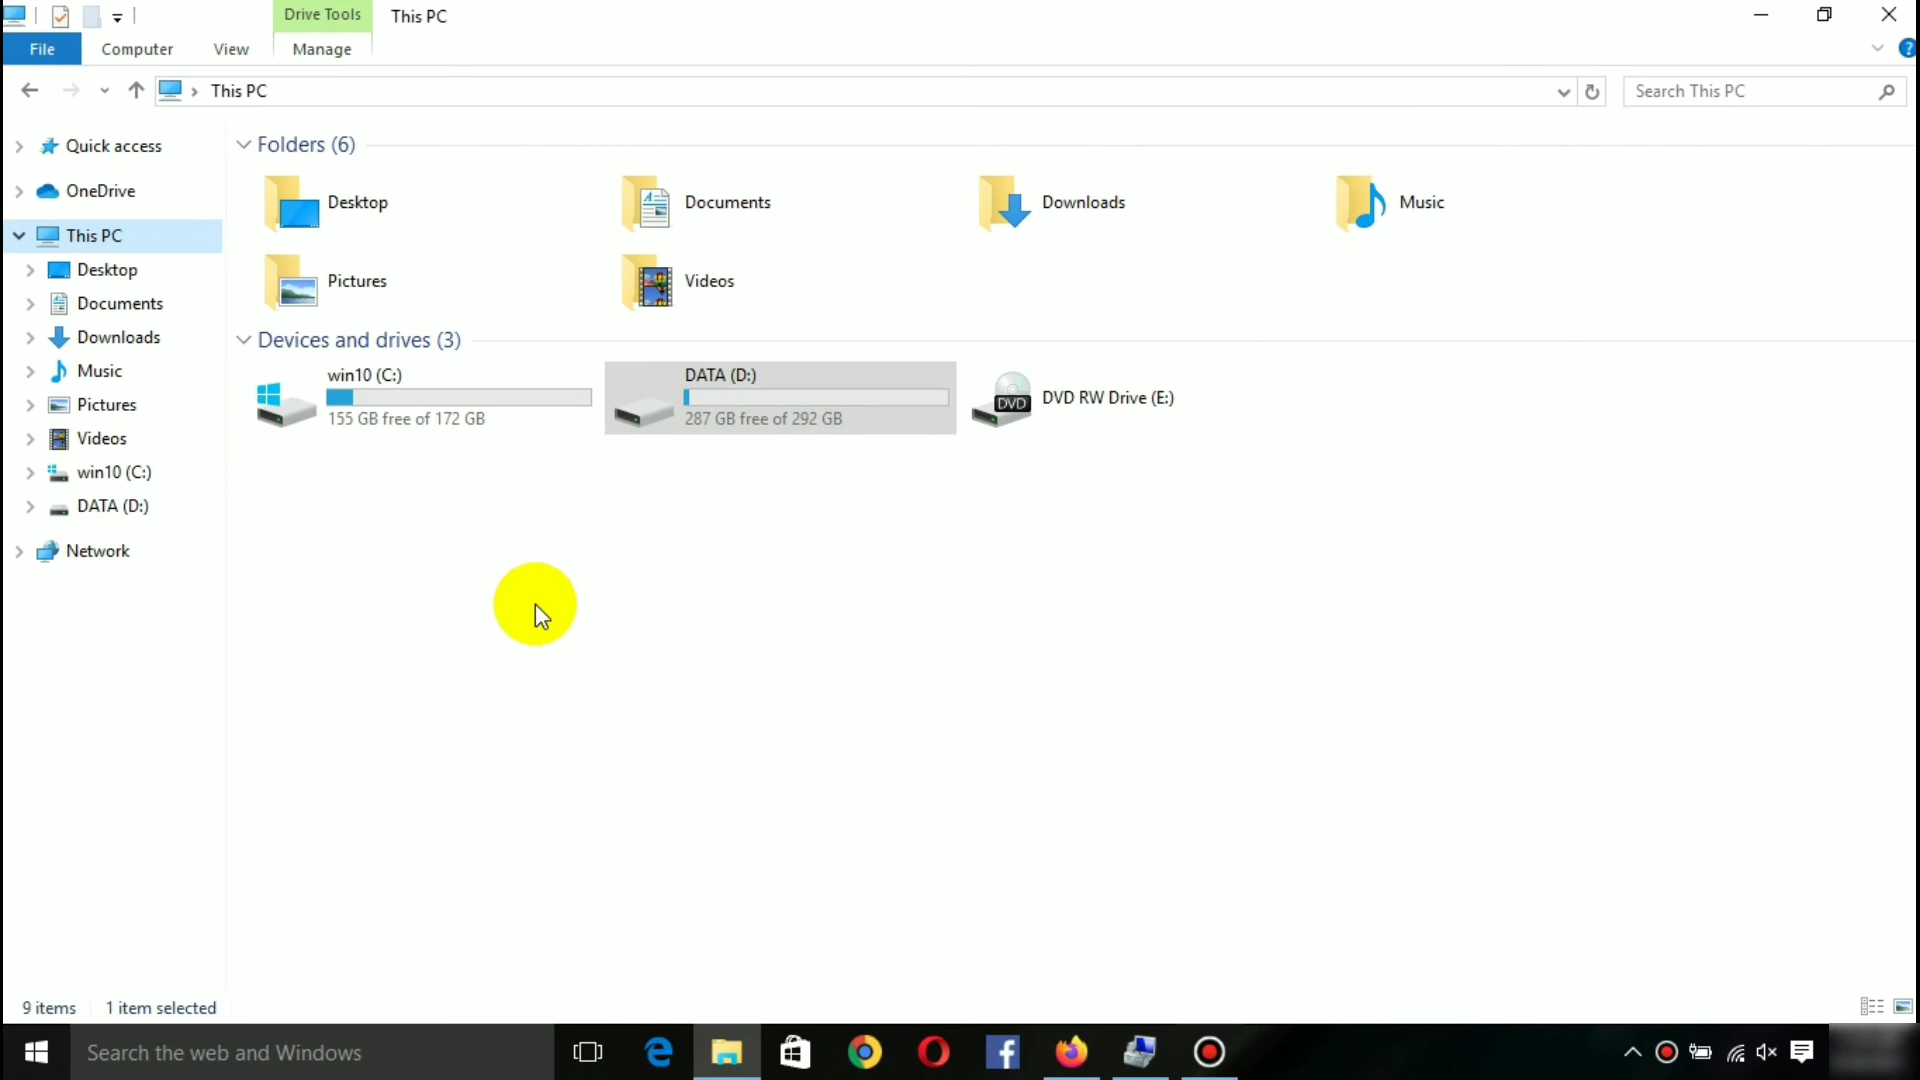 Drive Tools
This PC
File
Computer
View
Manage
This PC
Search This PC
Quick access
OneDrive
This PC
Desktop
Documents
Downloads
Music
Pictures
Videos
win10 (C:)
DATA (D:)
Network
Folders (6)
Desktop
Documents
Downloads
Music
Pictures
Videos
Devices and drives (3)
win10 (C:)
155 GB free of 172 GB
DATA (D:)
287 GB free of 292 GB
DVD
DVD RW Drive (E:)
9 items
1 item selected
Search the web and Windows